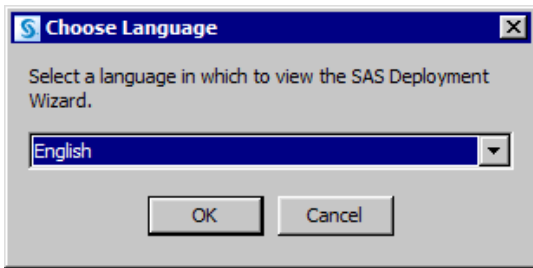 Choose Language
Select a language in which to view the SAS Deployment
Wizard.
English
OK
Cancel